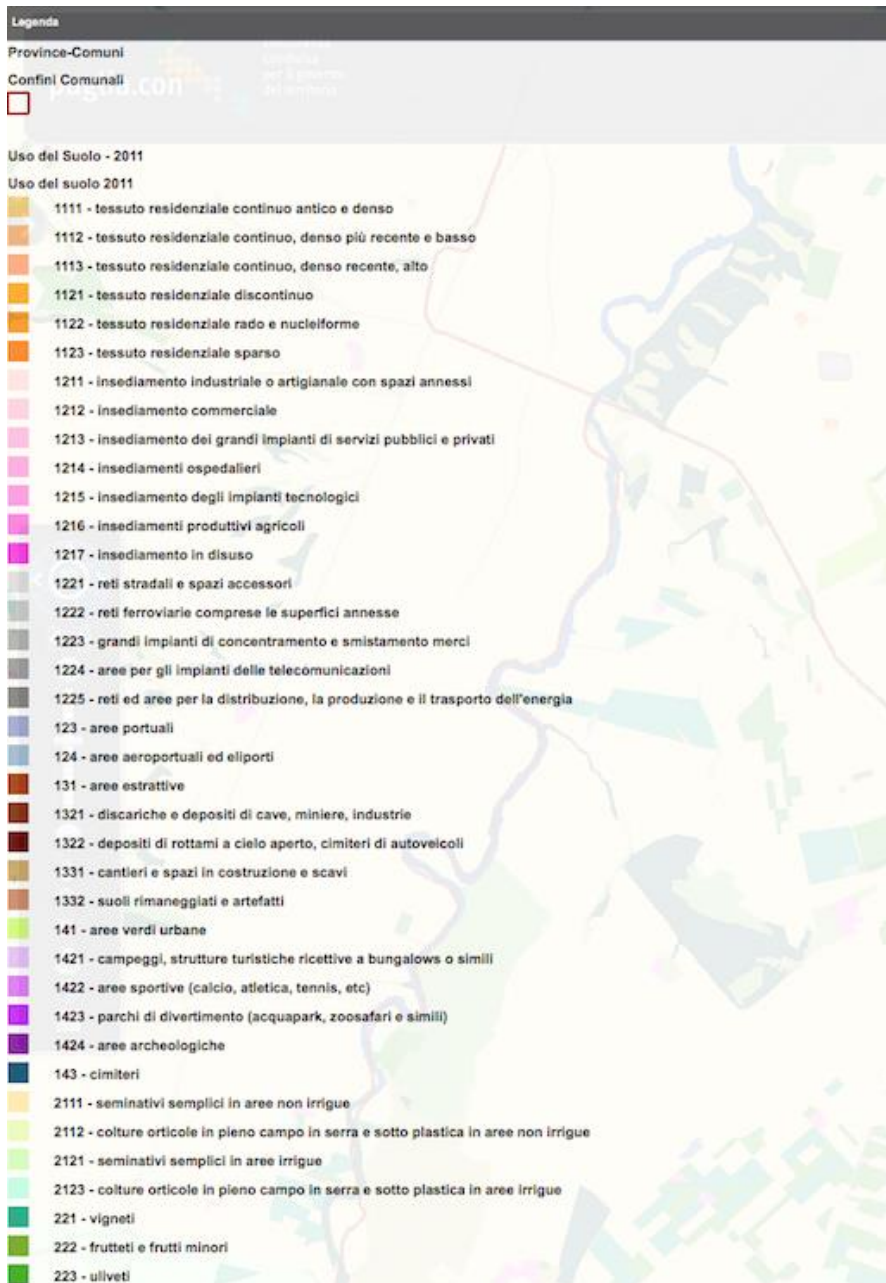 Legenda
Province-Comuni
Confini Comunali
puglia.con
per il governo
del territorio
Uso del Suolo - 2011
Uso del suolo 2011
1111 - tessuto residenziale continuo antico e denso
1112 - tessuto residenziale continuo, denso più recente e basso
1113 - tessuto residenziale continuo, denso recente, alto
1121 - tessuto residenziale discontinuo
1122 - tessuto residenziale rado e nucleiforme
1123 - tessuto residenziale sparso
1211 - insediamento industriale o artigianale con spazi annessi
1212 - insediamento commerciale
1213 - insediamento dei grandi impianti di servizi pubblici e privati
1214 - insediamenti ospedalieri
1215 - insediamento degli impianti tecnologici
1216 - insediamenti produttivi agricoli
1217 - insediamento in disuso
1221 - reti stradali e spazi accessori
1222 - reti ferroviarie comprese le superfici annesse
1223 - grandi impianti di concentramento e smistamento merci
1224 - aree per gli impianti delle telecomunicazioni
1225 - reti ed aree per la distribuzione, la produzione e il trasporto dell'energia
123 - aree portuali
124 - aree aeroportuali ed eliporti
131 - aree estrattive
1321 - discariche e depositi di cave, miniere, industrie
1322 - depositi di rottami a cielo aperto, cimiteri di autoveicoli
1331 - cantieri e spazi in costruzione e scavi
1332 - suoli rimaneggiati e artefatti
141 - aree verdi urbane
1421 - campeggi, strutture turistiche ricettive a bungalows o simili
1422 - aree sportive (calcio, atletica, tennis, etc)
1423 - parchi di divertimento (acquapark, zoosafari e simili)
1424 - aree archeologiche
143 - cimiteri
2111 - seminativi semplici in aree non irrigue
2112 - colture orticole in pieno campo in serra e sotto plastica in aree non irrigue
2121 - seminativi semplici in aree irrigue
2123 - colture orticole in pieno campo in serra e sotto plastica in aree irrigue
221 - vigneti
222 - frutteti e frutti minori
223 - uliveti